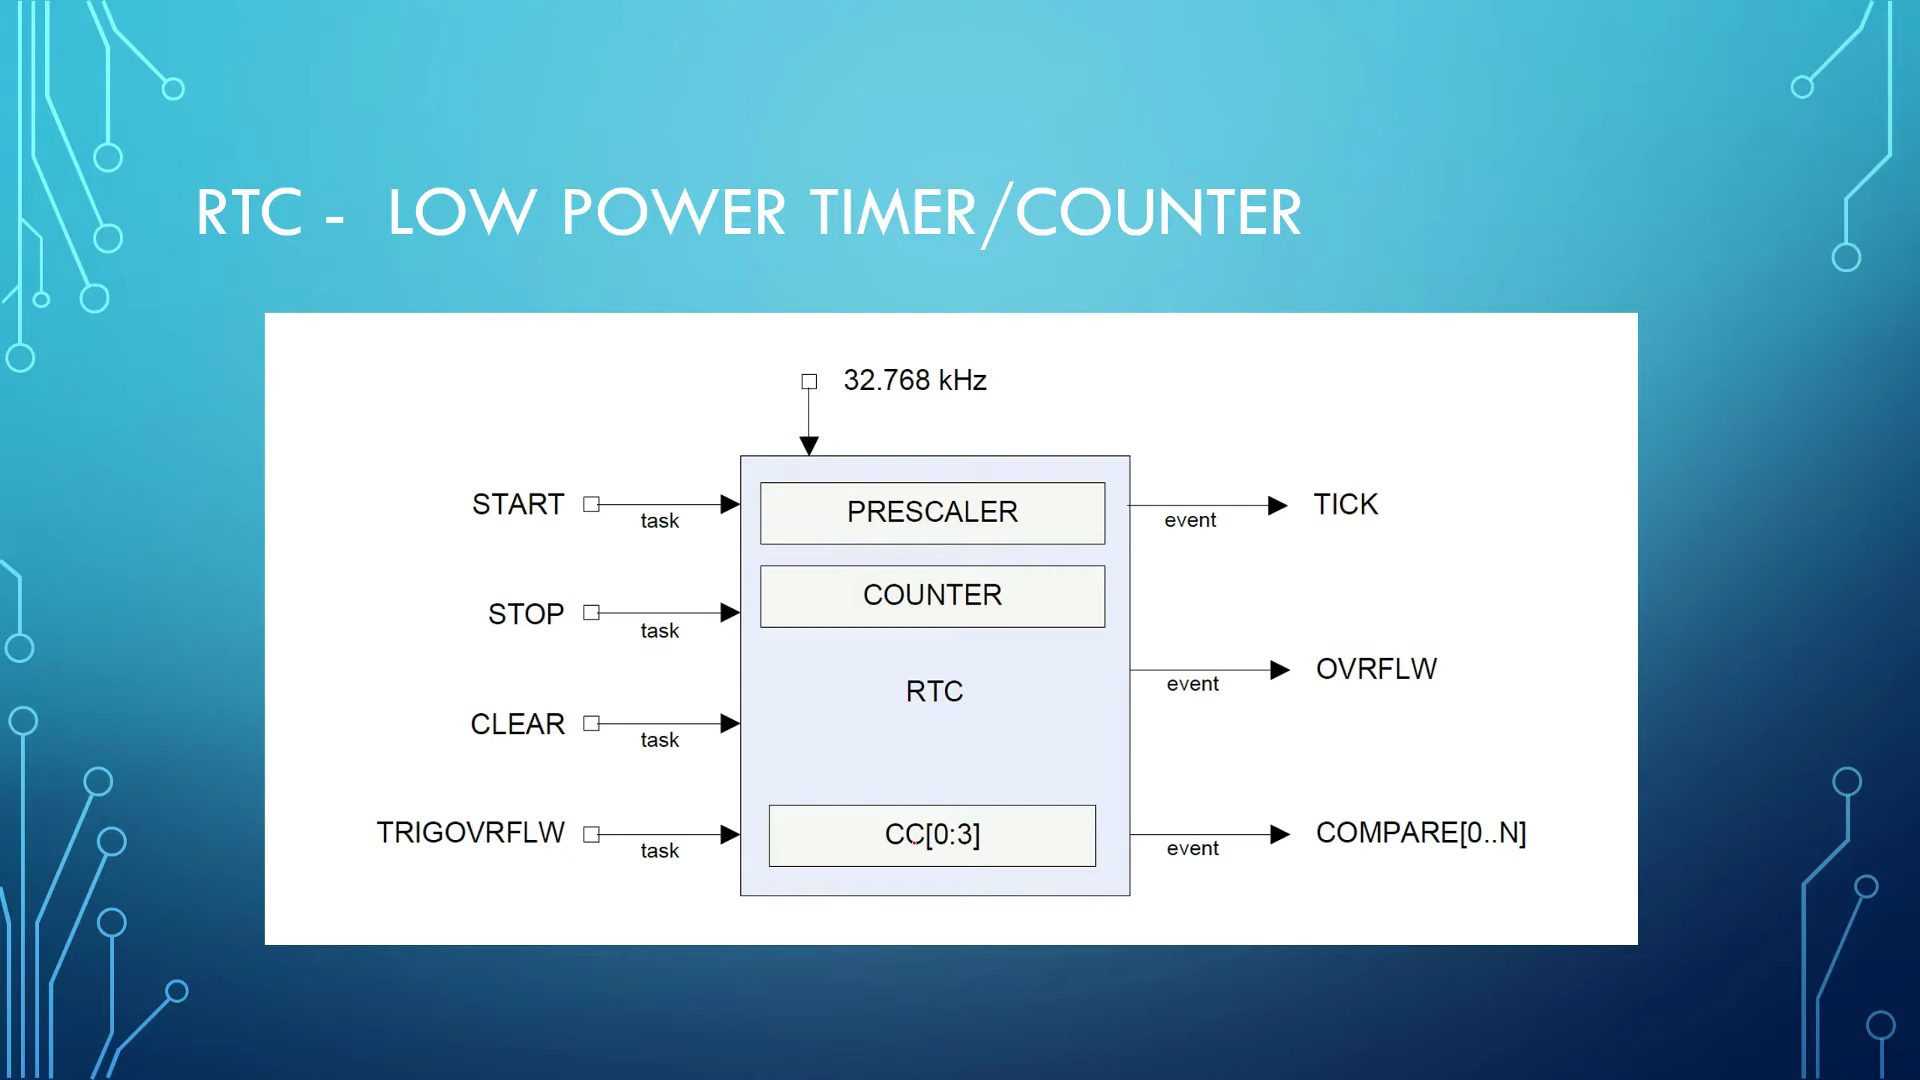 RTC - LOW POWER TIMER/COUNTER
32.768 kHz
START
task
PRESCALER
event
TICK
STOP
task
COUNTER
RTC
event
OVRFLW
CLEAR
task
TRIGOVRFLW
task
CC[0:3]
event
COMPARE[0..N]